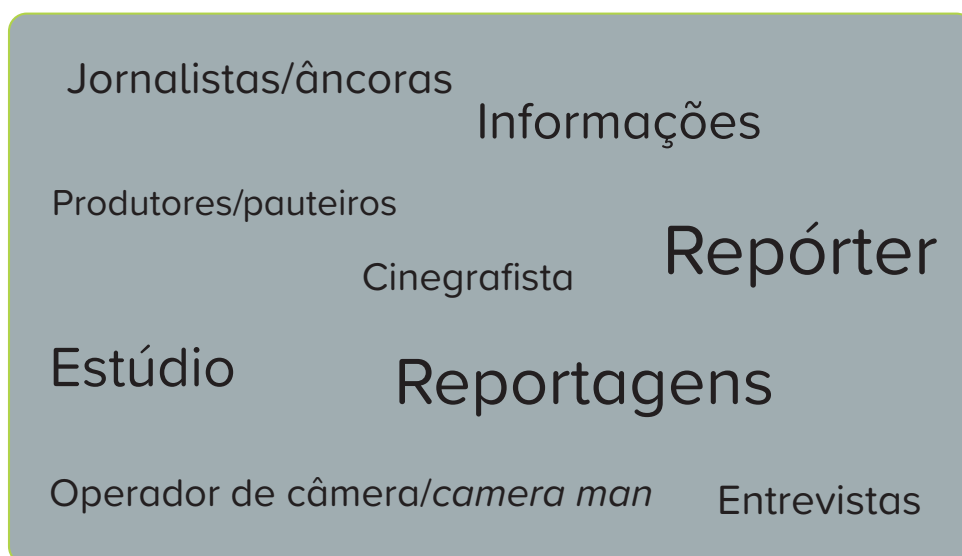 Jornalistas/âncoras
Informações
Produtores/pauteiros
Repórter
Cinegrafista
Estúdio
Reportagens
Operador de câmera/camera man
Entrevistas